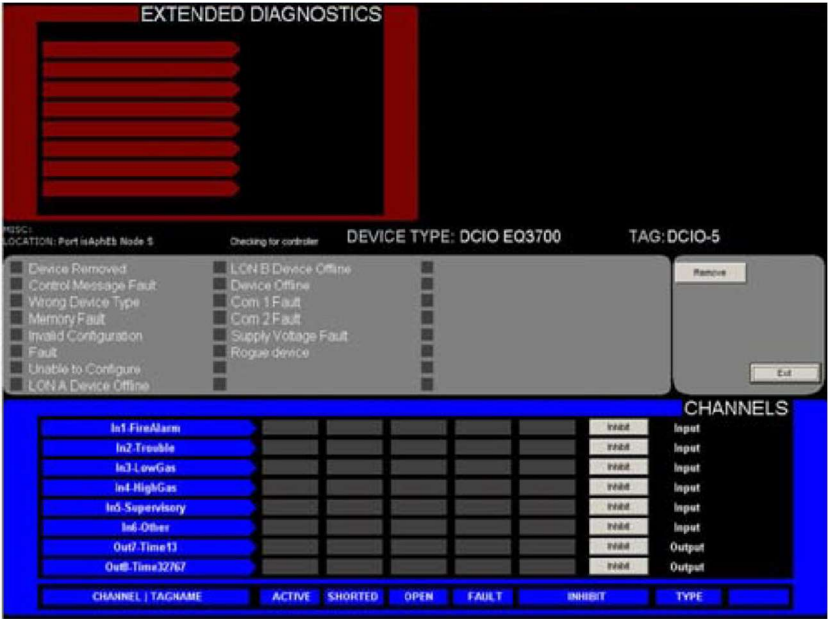 EXTENDED DIAGNOSTICS
MISC:
LOCATION: Port isAphEb Node 5 Checking for controller DEVICE TYPE: DCIO EQ3700 TAG: DCIO-5
Device Removed LON B Device Offline
Control Message Fault Device Offline
Wrong Device Type Com 1 Fault
Memory Fault Com 2 Fault
Invalid Configuration Supply Voltage Fault
Fault Rogue device
Unable to Configure
LON A Device Offline
Remove
Exit
CHANNELS
In1-FireAlarm Inhibit Input
In2-Trouble Inhibit Input
In3-LowGas Inhibit Input
In4-HighGas Inhibit Input
In5-Supervisory Inhibit Input
In6-Other Inhibit Input
Out7-Time13 Inhibit Output
Out8-Time32767 Inhibit Output
CHANNEL | TAGNAME ACTIVE SHORTED OPEN FAULT INHIBIT TYPE